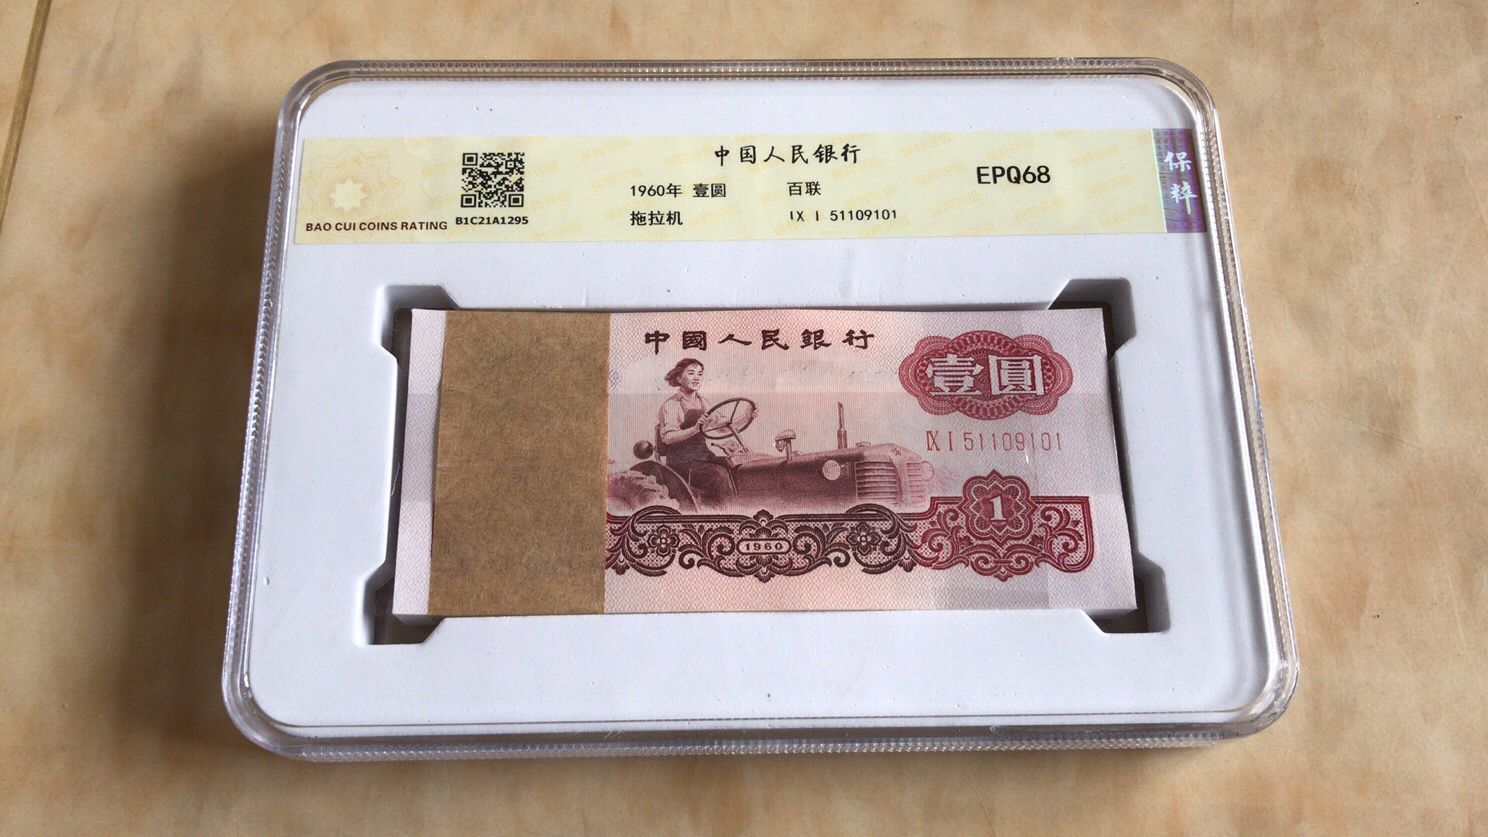 中国人民银行
EPQ68
保粹
1960年 壹圆 百联
拖拉机 IX I 51109101
BAO CUI COINS RATING
B1C21A1295
中國人民銀行
壹圓
IX I 51109101
1
1960